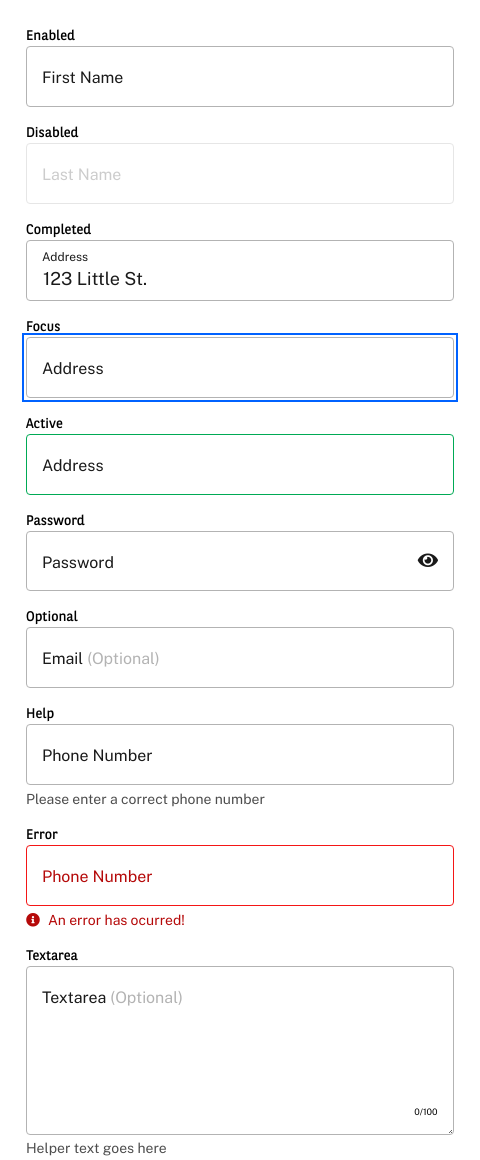 Enabled
First Name
Disabled
Last Name
Completed
Address
123 Little St.
Focus
Address
Active
Address
Password
Password
Optional
Email (Optional)
Help
Phone Number
Please enter a correct phone number
Error
Phone Number
An error has ocurred!
Textarea
Textarea (Optional)
0/100
Helper text goes here